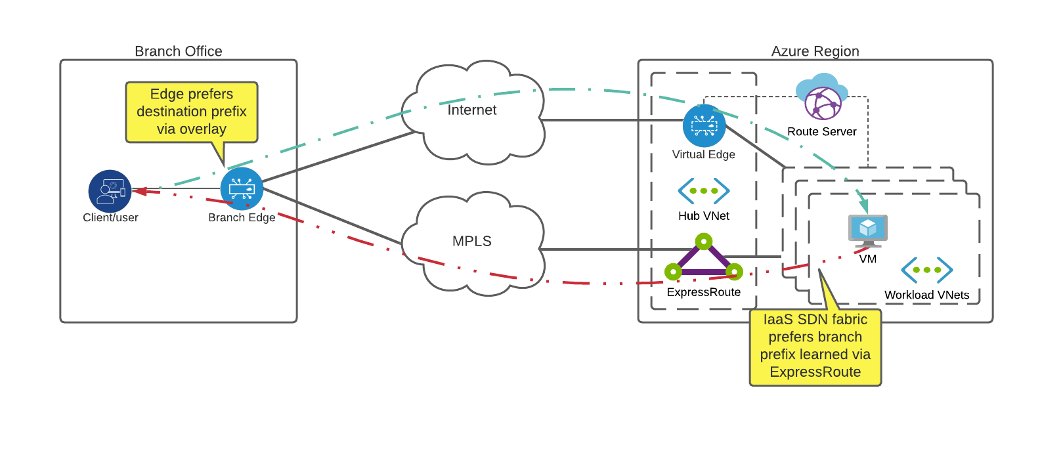 Branch Office
Azure Region
Edge prefers
destination prefix
via overlay
Internet
Route Server
Virtual Edge
Client/user
Branch Edge
Hub VNet
MPLS
VM
ExpressRoute
Workload VNets
IaaS SDN fabric
prefers branch
prefix learned via
ExpressRoute